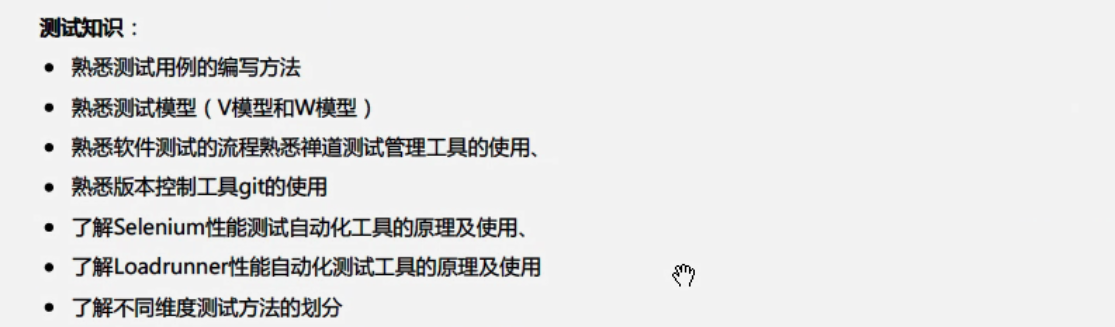 测试知识：
• 熟悉测试用例的编写方法
• 熟悉测试模型（V模型和W模型）
• 熟悉软件测试的流程熟悉禅道测试管理工具的使用、
• 熟悉版本控制工具git的使用
• 了解Selenium性能测试自动化工具的原理及使用、
• 了解Loadrunner性能自动化测试工具的原理及使用
• 了解不同维度测试方法的划分